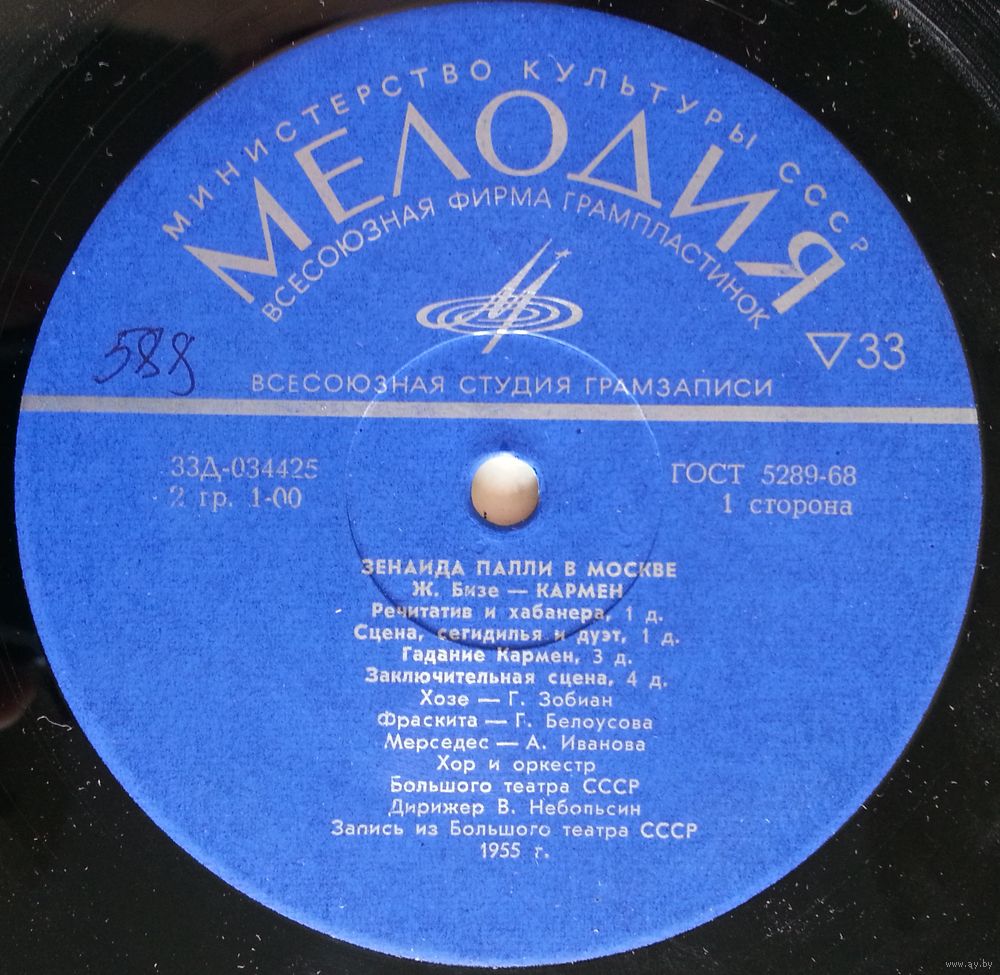 МИНИСТЕРСТВО КУЛЬТУРЫ СССР
МЕЛОДИЯ
ВСЕСОЮЗНАЯ ФИРМА ГРАМПЛАСТИНОК
33
588
ВСЕСОЮЗНАЯ СТУДИЯ ГРАМЗАПИСИ
33Д-034425
ГОСТ 5289-68
2 гр. 1-00
1 сторона
ЗЕНАИДА ПАЛЛИ В МОСКВЕ
Ж. Бизе — КАРМЕН
Речитатив и хабанера, 1 д.
Сцена, сегидилья и дуэт, 1 д.
Гадание Кармен, 3 д.
Заключительная сцена, 4 д.
Хозе — Г. Зобиан
Фраскита — Г. Белоусова
Мерседес — А. Иванова
Хор и оркестр
Большого театра СССР
Дирижер В. Небольсин
Запись из Большого театра СССР
1955 г.
www.ay.by